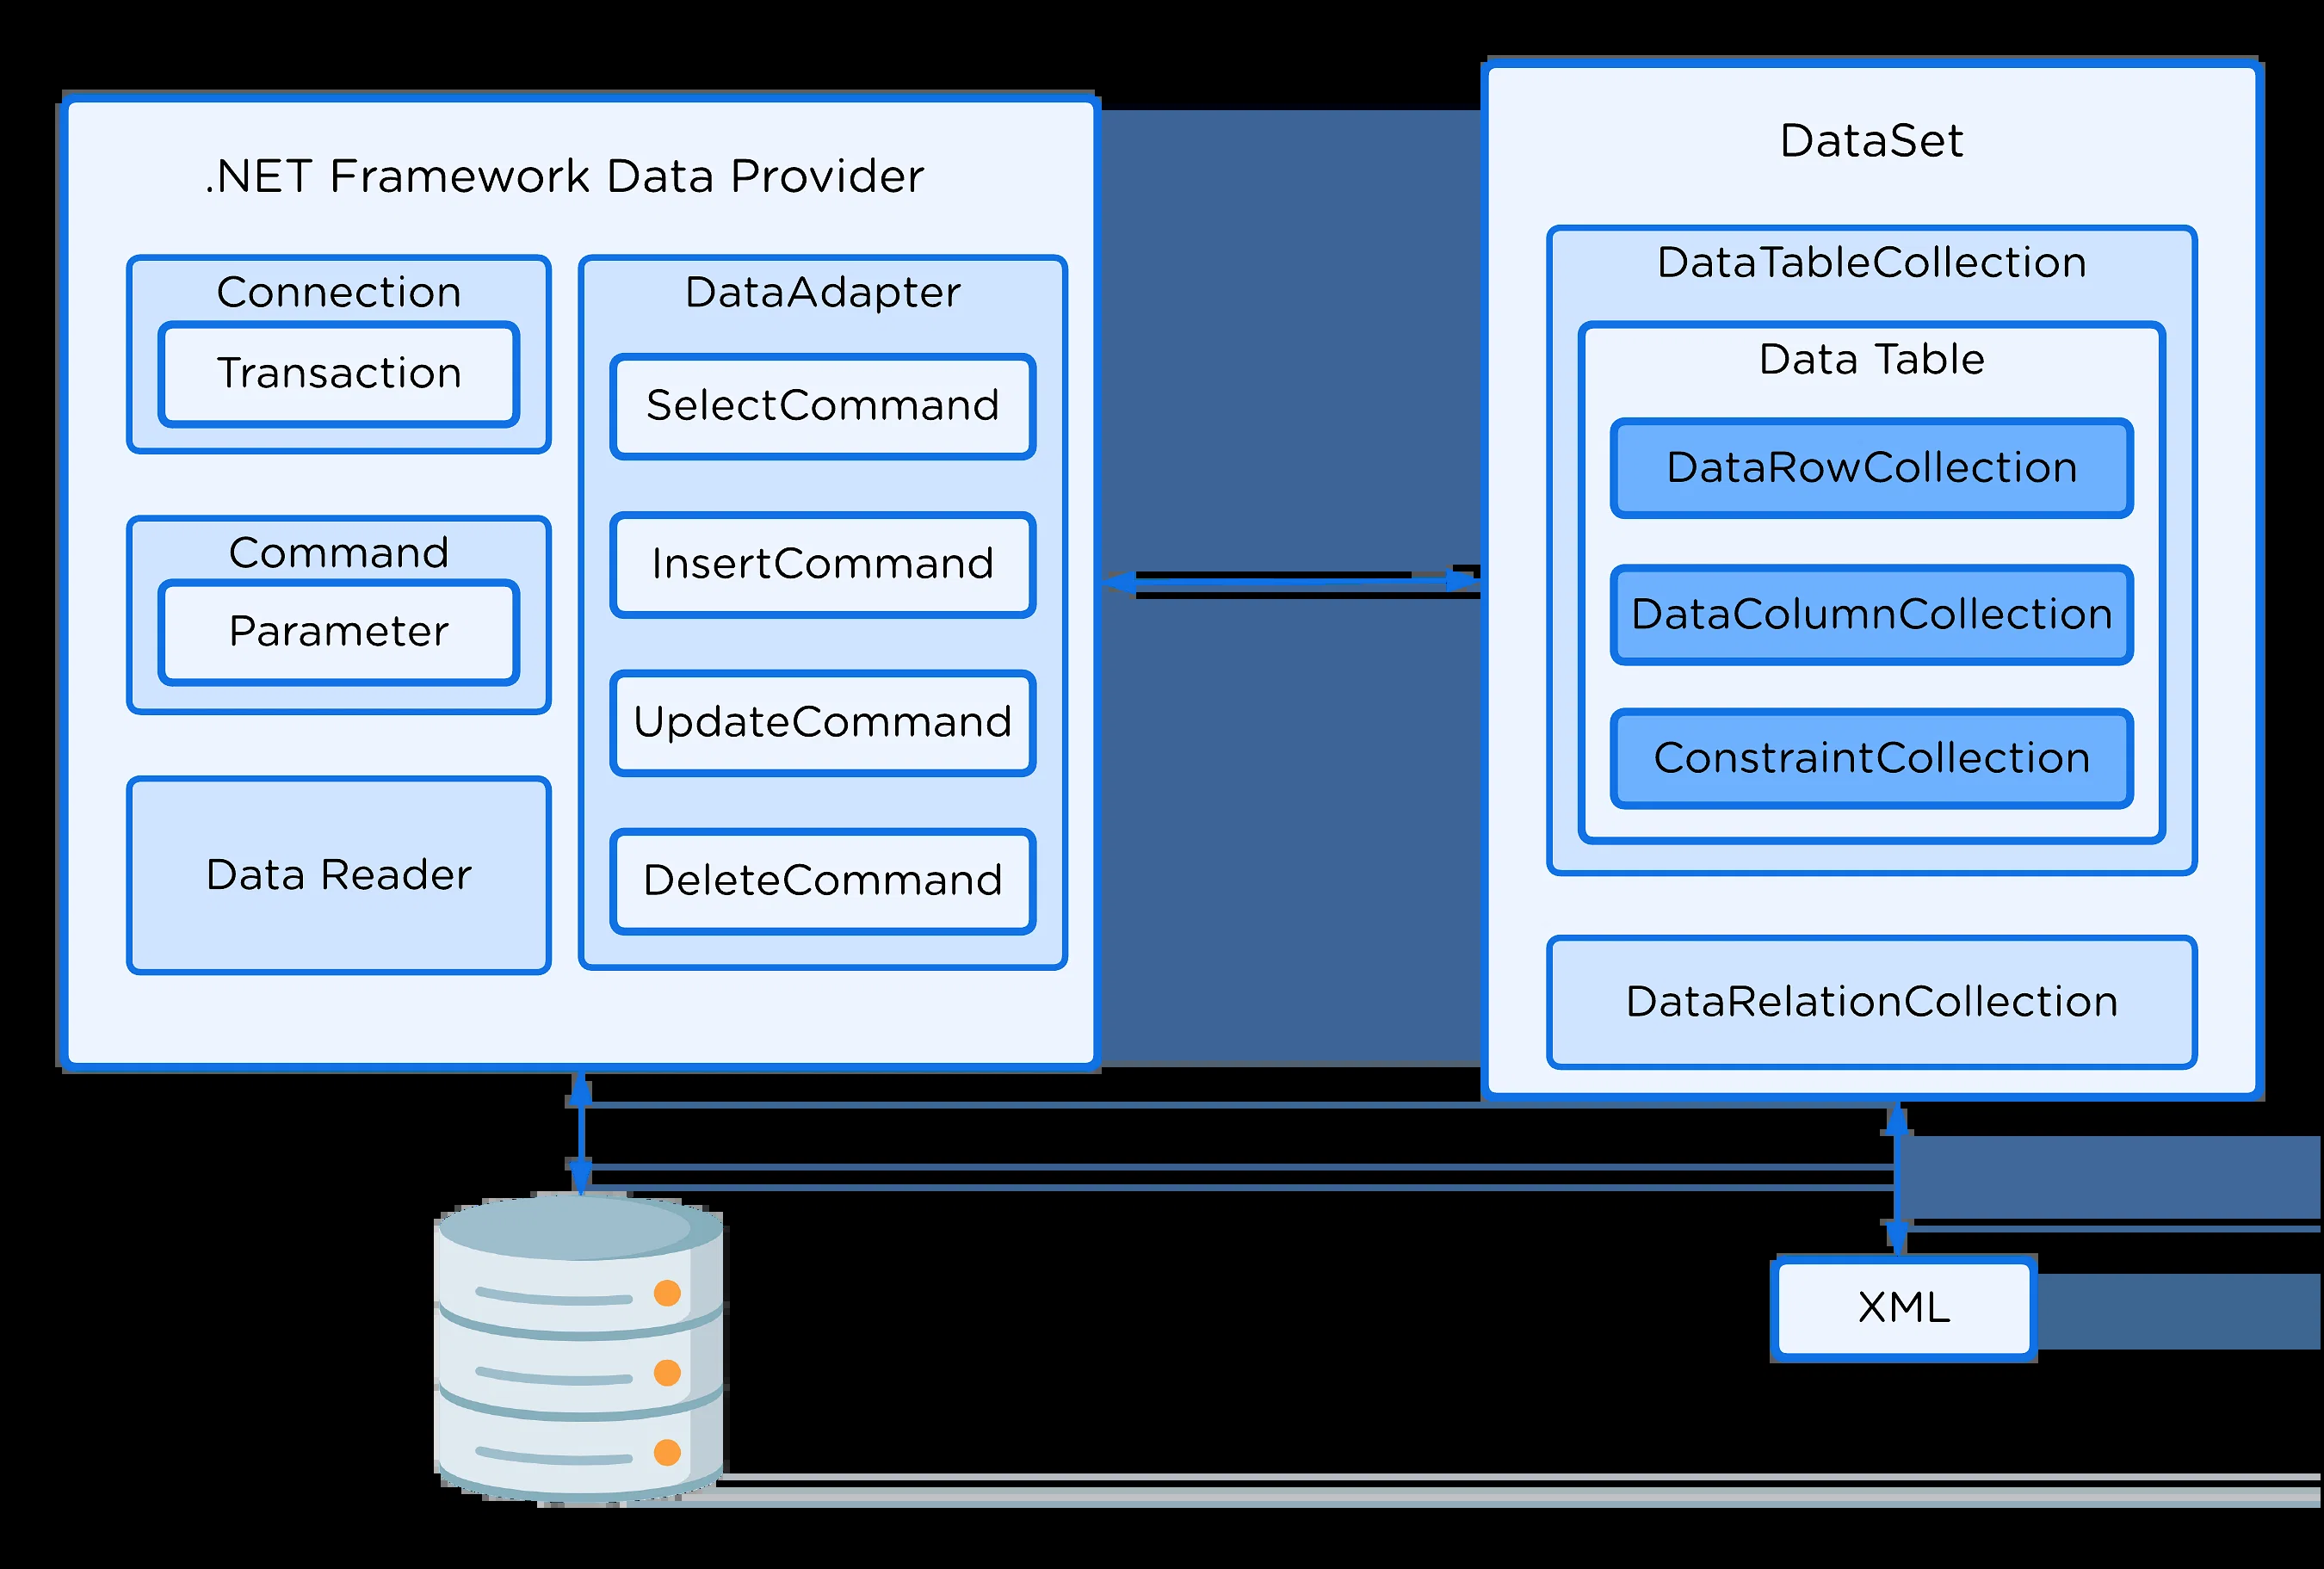 .NET Framework Data Provider
Connection
Transaction
Command
Parameter
Data Reader
DataAdapter
SelectCommand
InsertCommand
UpdateCommand
DeleteCommand
DataSet
DataTableCollection
Data Table
DataRowCollection
DataColumnCollection
ConstraintCollection
DataRelationCollection
XML